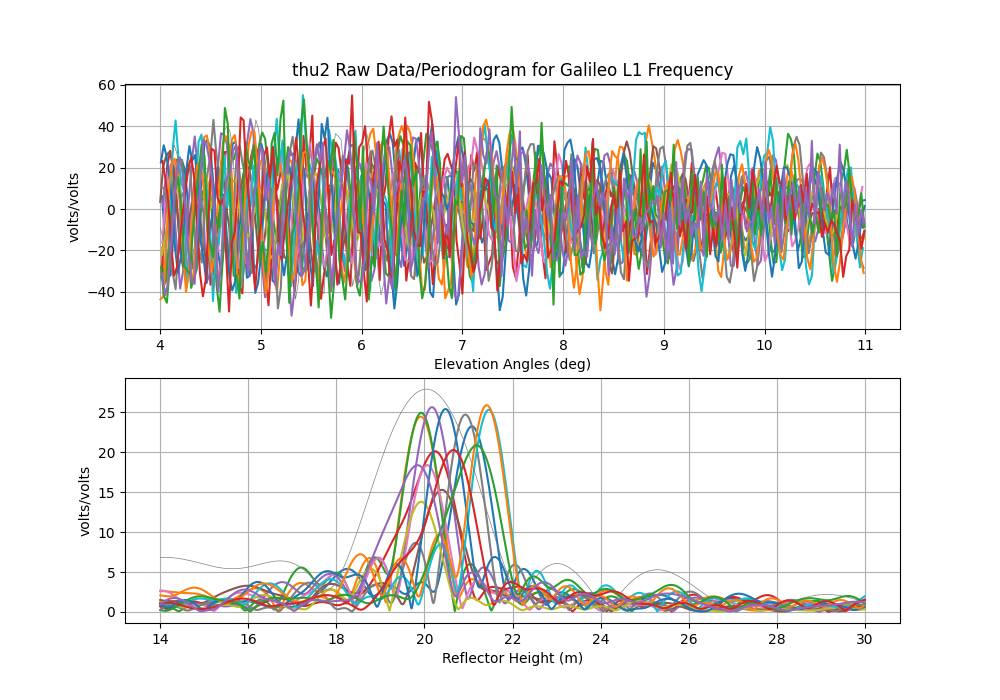 thu2 Raw Data/Periodogram for Galileo L1 Frequency
60
40
20
0
−20
−40
volts/volts
4 5 6 7 8 9 10 11
Elevation Angles (deg)
25
20
15
10
5
0
volts/volts
14 16 18 20 22 24 26 28 30
Reflector Height (m)